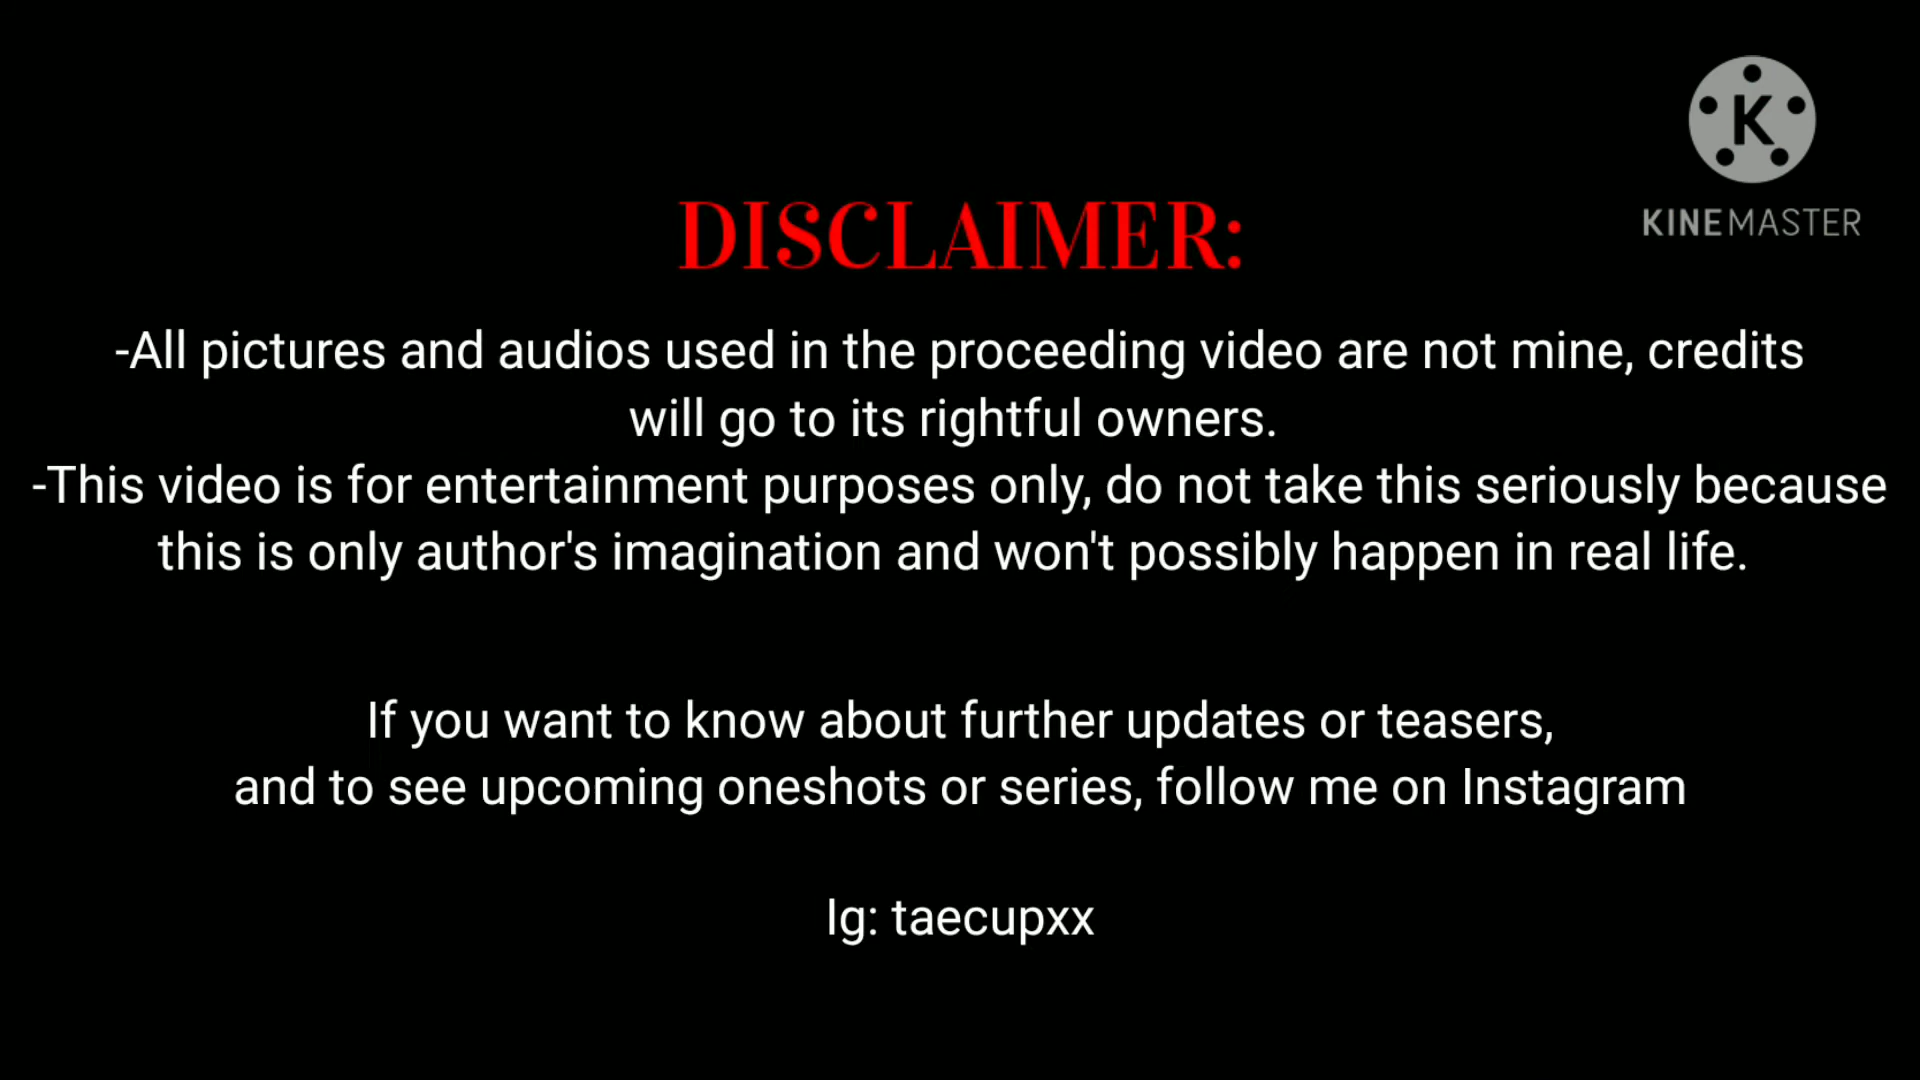 K
KINEMASTER
DISCLAIMER:
-All pictures and audios used in the proceeding video are not mine, credits
will go to its rightful owners.
-This video is for entertainment purposes only, do not take this seriously because
this is only author's imagination and won't possibly happen in real life.
If you want to know about further updates or teasers,
and to see upcoming oneshots or series, follow me on Instagram
Ig: taecupxx